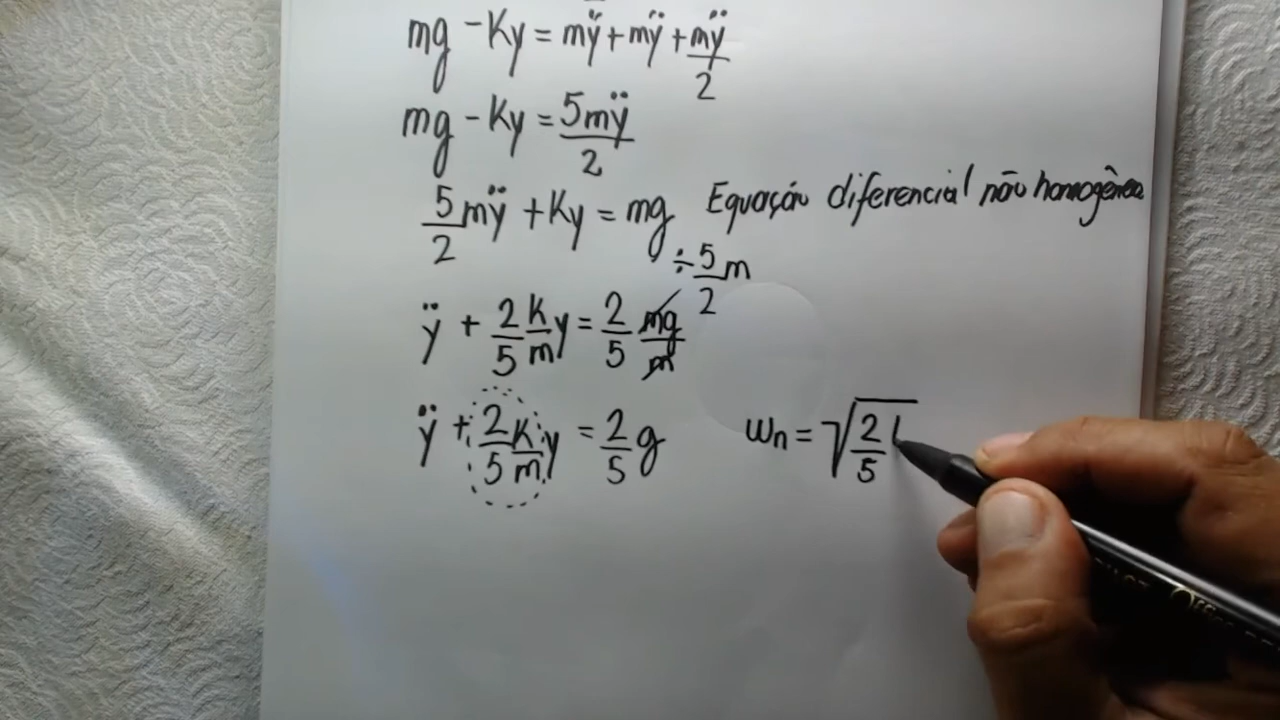 mg - Ky = mÿ + mÿ + mÿ/2
mg - Ky = 5mÿ/2
5/2 mÿ + Ky = mg Equação diferencial não homogênea
÷ 5/2 m
ÿ + 2/5 K/m y = 2/5 mg/m
ÿ + 2/5 K/m y = 2/5 g wn = √2/5